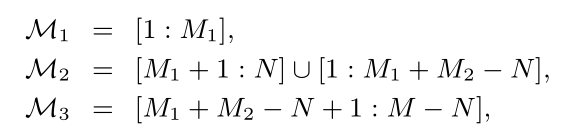 ℳ₁ = [1 : M₁],
ℳ₂ = [M₁ + 1 : N] ∪ [1 : M₁ + M₂ − N],
ℳ₃ = [M₁ + M₂ − N + 1 : M − N],